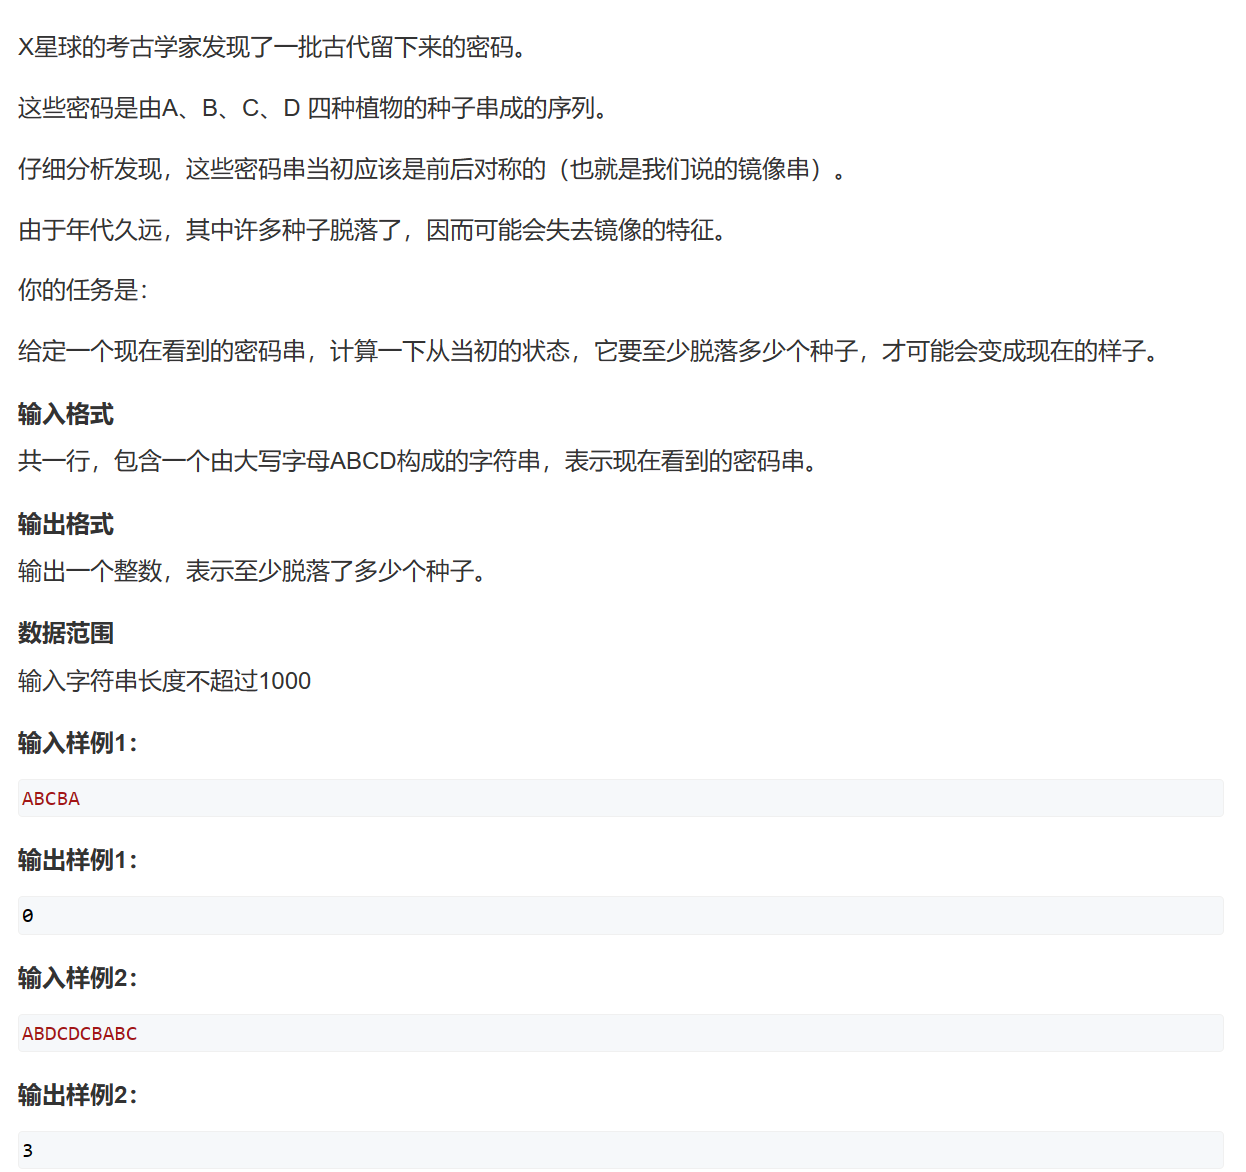 X星球的考古学家发现了一批古代留下来的密码。
这些密码是由A、B、C、D 四种植物的种子串成的序列。
仔细分析发现，这些密码串当初应该是前后对称的（也就是我们说的镜像串）。
由于年代久远，其中许多种子脱落了，因而可能会失去镜像的特征。
你的任务是：
给定一个现在看到的密码串，计算一下从当初的状态，它要至少脱落多少个种子，才可能会变成现在的样子。
输入格式
共一行，包含一个由大写字母ABCD构成的字符串，表示现在看到的密码串。
输出格式
输出一个整数，表示至少脱落了多少个种子。
数据范围
输入字符串长度不超过1000
输入样例1：
ABCBA
输出样例1：
0
输入样例2：
ABDCDCBABC
输出样例2：
3